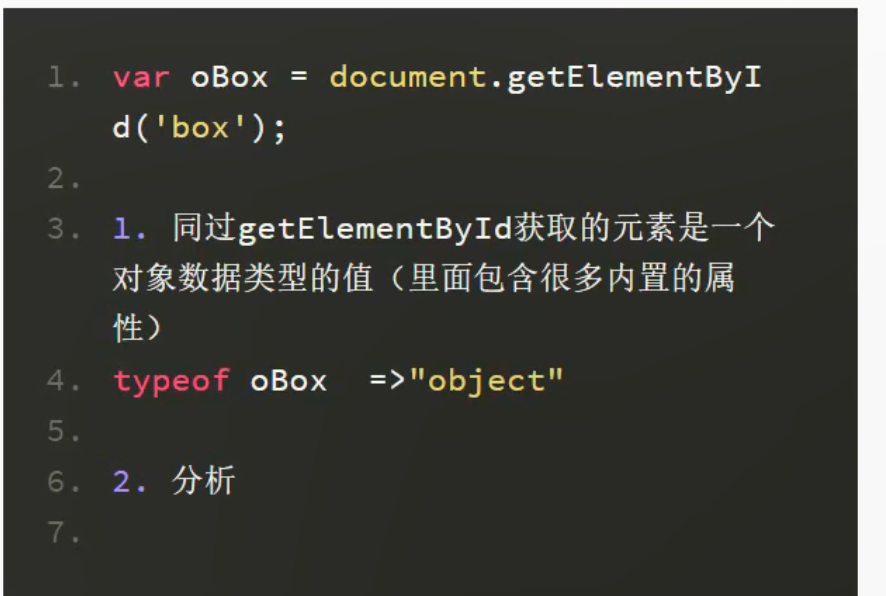 1. var oBox = document.getElementByI
d('box');
2.
3. 1. 同过getElementById获取的元素是一个
对象数据类型的值（里面包含很多内置的属
性）
4. typeof oBox  =>"object"
5.
6. 2. 分析
7.